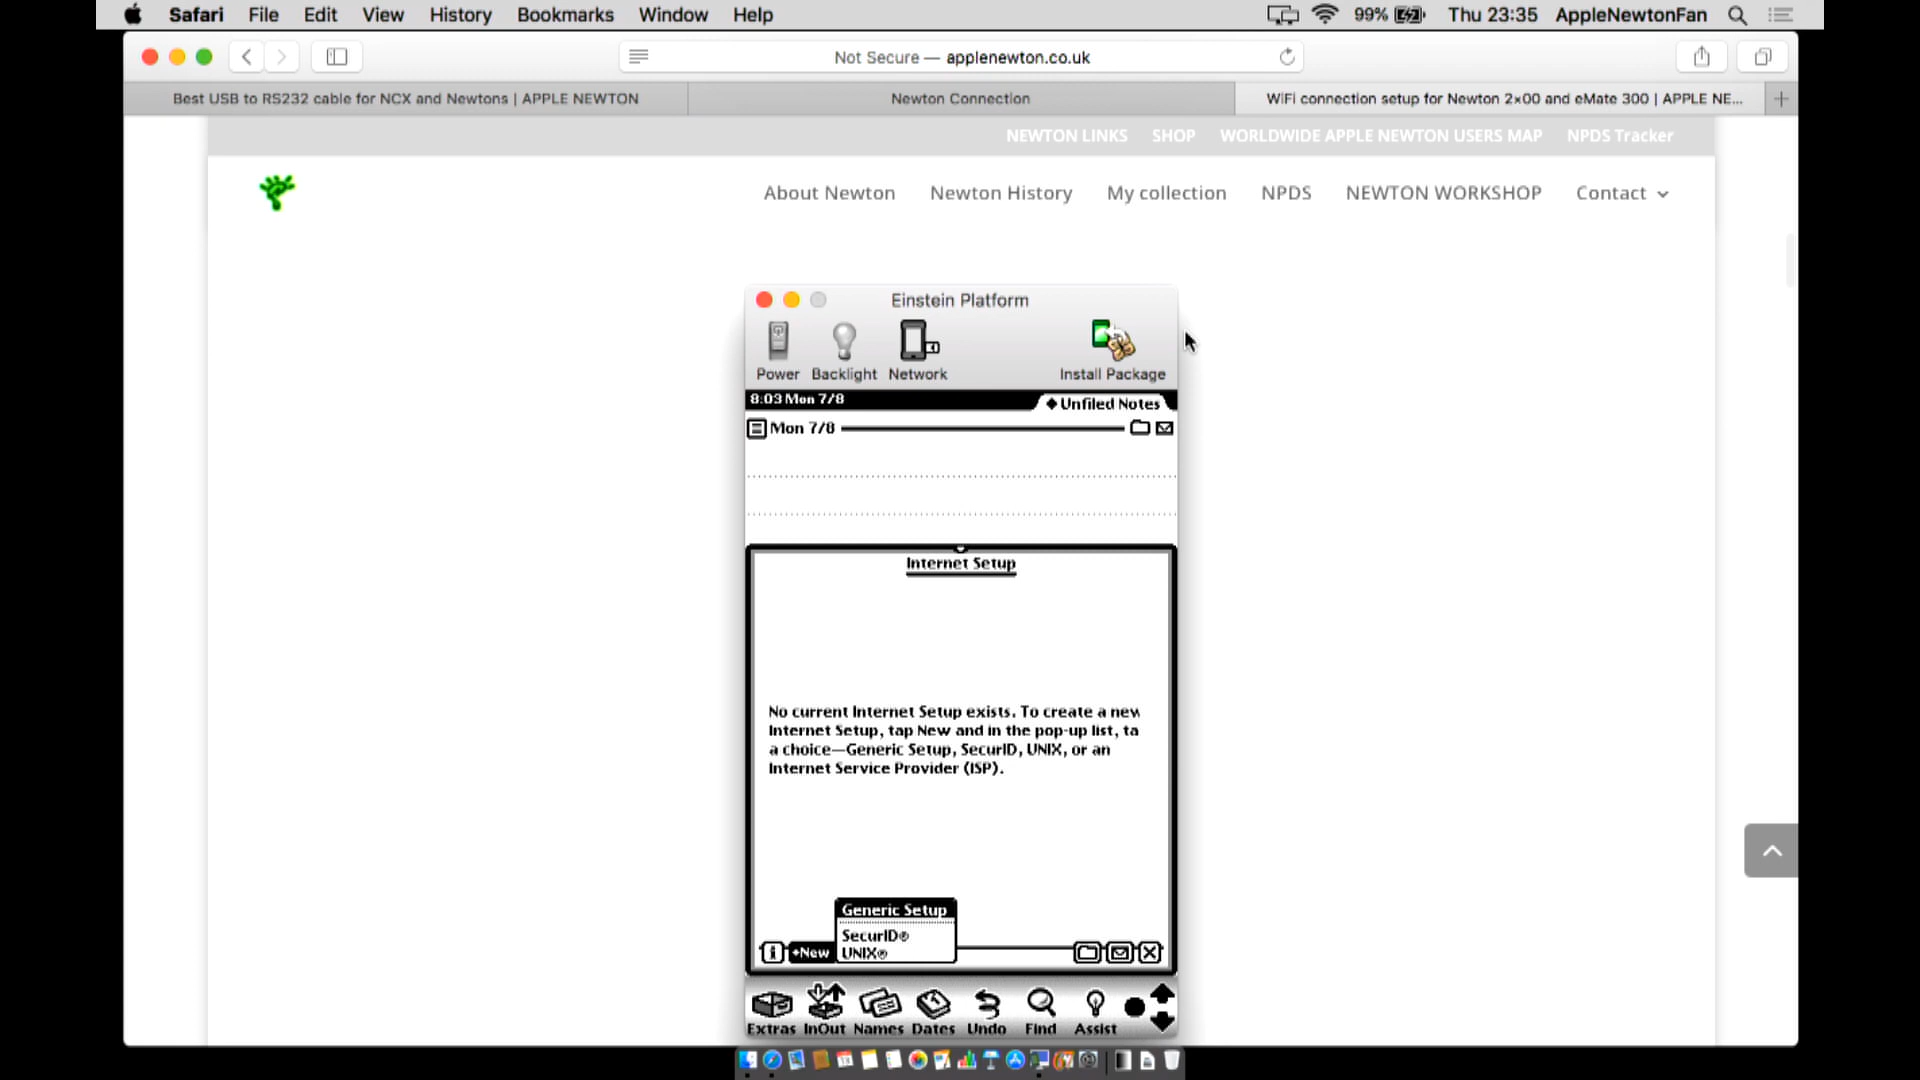 Safari File Edit View History Bookmarks Window Help 99% Thu 23:35 AppleNewtonFan
Not Secure — applenewton.co.uk
Best USB to RS232 cable for NCX and Newtons | APPLE NEWTON
Newton Connection
WiFi connection setup for Newton 2x00 and eMate 300 | APPLE NE...
NEWTON LINKS SHOP WORLDWIDE APPLE NEWTON USERS MAP NPDS Tracker
About Newton Newton History My collection NPDS NEWTON WORKSHOP Contact
Einstein Platform
Power Backlight Network Install Package
8:03 Mon 7/8 Unfiled Notes
Mon 7/8
Internet Setup
No current Internet Setup exists. To create a new
Internet Setup, tap New and in the pop-up list, ta
a choice—Generic Setup, SecurID, UNIX, or an
Internet Service Provider (ISP).
Generic Setup
SecurID®
UNIX®
New
Extras InOut Names Dates Undo Find Assist